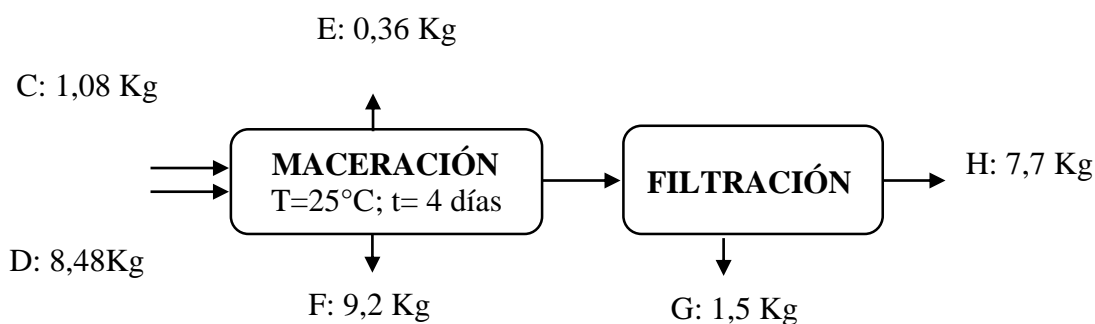 E: 0,36 Kg
C: 1,08 Kg
MACERACIÓN
T=25°C; t= 4 días
FILTRACIÓN
H: 7,7 Kg
D: 8,48Kg
F: 9,2 Kg
G: 1,5 Kg